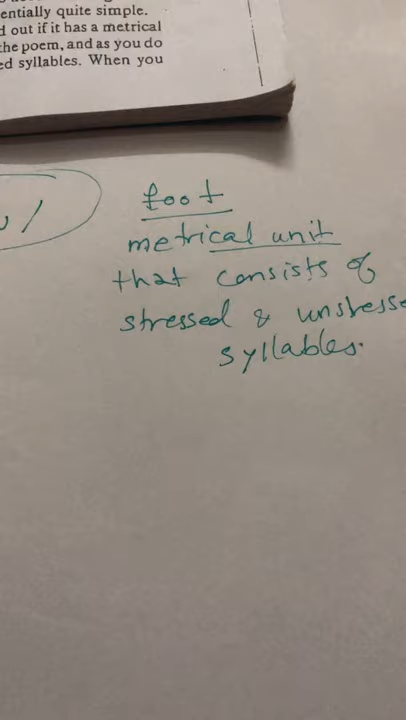 entially quite simple.
out if it has a metrical
the poem, and as you do
ed syllables. When you
foot
metrical unit
that consists of
stressed & unstresse
syllables.